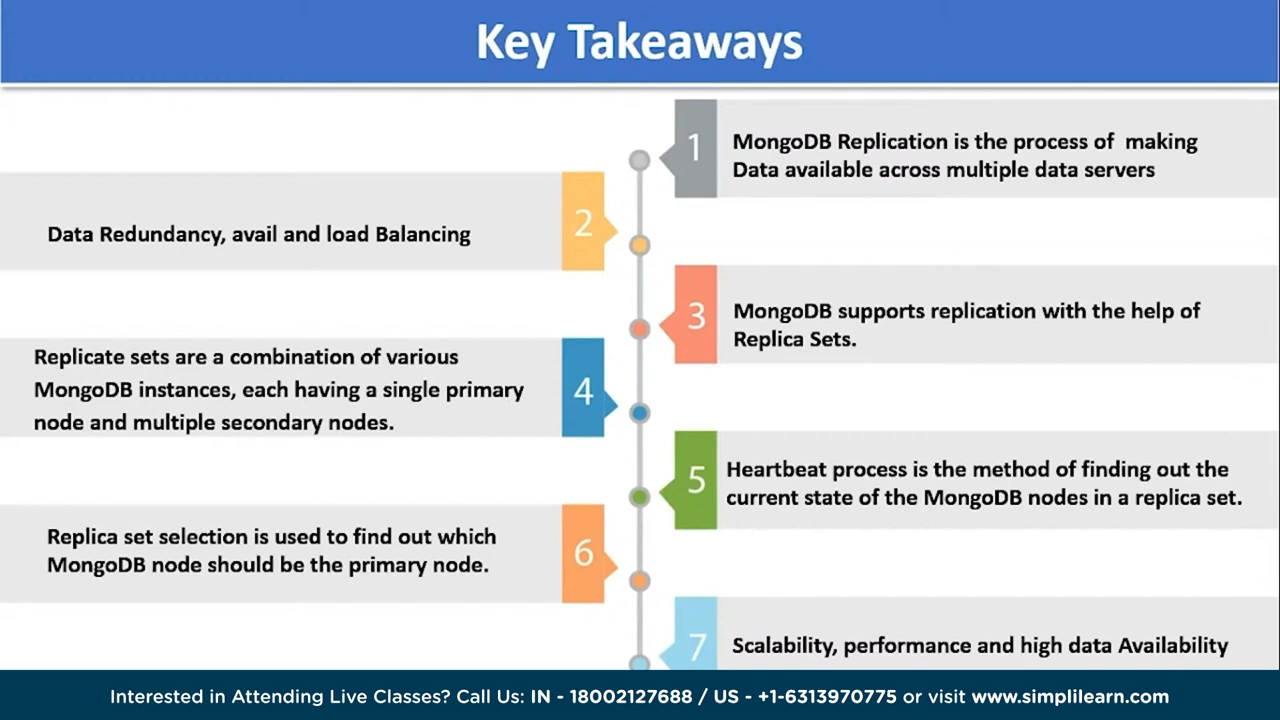 Key Takeaways
1
MongoDB Replication is the process of making
Data available across multiple data servers
2
Data Redundancy, avail and load Balancing
3
MongoDB supports replication with the help of
Replica Sets.
4
Replicate sets are a combination of various
MongoDB instances, each having a single primary
node and multiple secondary nodes.
5
Heartbeat process is the method of finding out the
current state of the MongoDB nodes in a replica set.
6
Replica set selection is used to find out which
MongoDB node should be the primary node.
7
Scalability, performance and high data Availability
Interested in Attending Live Classes? Call Us: IN - 18002127688 / US - +1-6313970775 or visit www.simplilearn.com